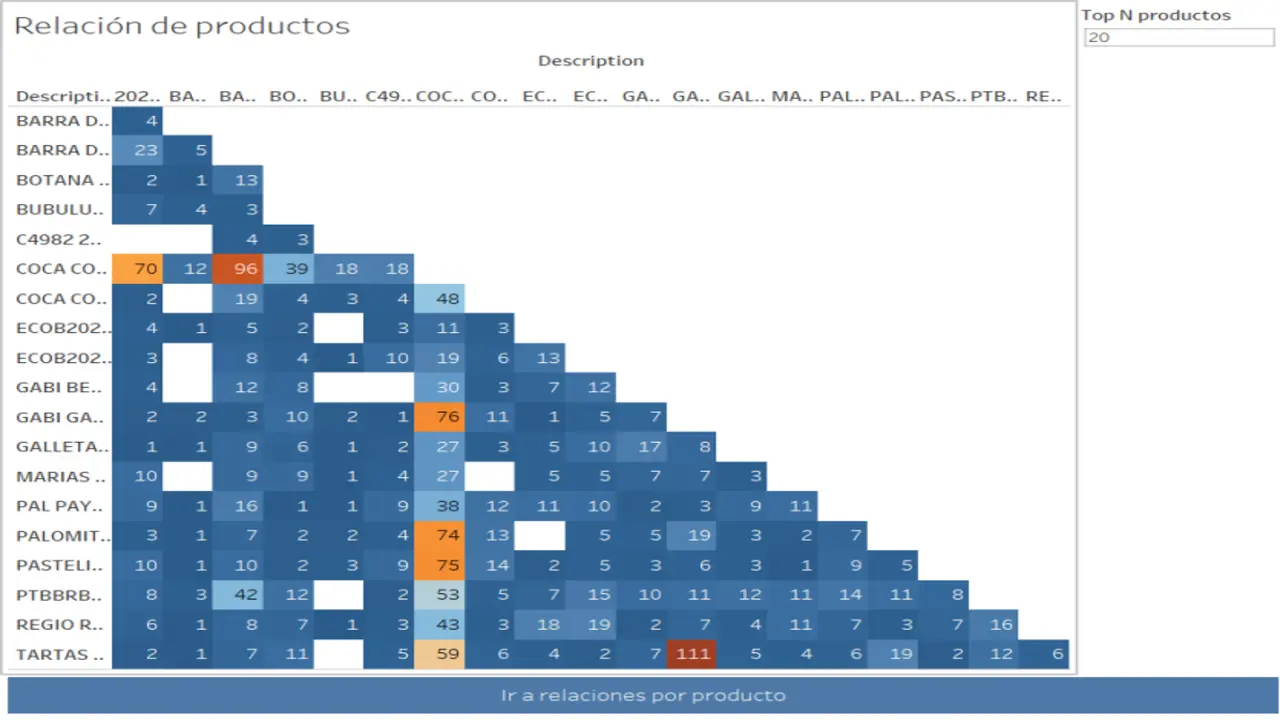 Relación de productos
Top N productos
20
Description
Descripti.. 202.. BA.. BA.. BO.. BU.. C49.. COC.. CO.. EC.. EC.. GA.. GA.. GAL.. MA.. PAL.. PAL.. PAS.. PTB.. RE..
BARRA D.. 4
BARRA D.. 23 5
BOTANA .. 2 1 13
BUBULU.. 7 4 3
C4982 2.. 4 3
COCA CO.. 70 12 96 39 18 18
COCA CO.. 2 19 4 3 4 48
ECOB202.. 4 1 5 2 3 11 3
ECOB202.. 3 8 4 1 10 19 6 13
GABI BE.. 4 12 8 30 3 7 12
GABI GA.. 2 2 3 10 2 1 76 11 1 5 7
GALLETA.. 1 1 9 6 1 2 27 3 5 10 17 8
MARIAS .. 10 9 9 1 4 27 5 5 7 7 3
PAL PAY.. 9 1 16 1 1 9 38 12 11 10 2 3 9 11
PALOMIT.. 3 1 7 2 2 4 74 13 5 5 19 3 2 7
PASTELI.. 10 1 10 2 3 9 75 14 2 5 3 6 3 1 9 5
PTBBRB.. 8 3 42 12 2 53 5 7 15 10 11 12 11 14 11 8
REGIO R.. 6 1 8 7 1 3 43 3 18 19 2 7 4 11 7 3 7 16
TARTAS .. 2 1 7 11 5 59 6 4 2 7 111 5 4 6 19 2 12 6
Ir a relaciones por producto